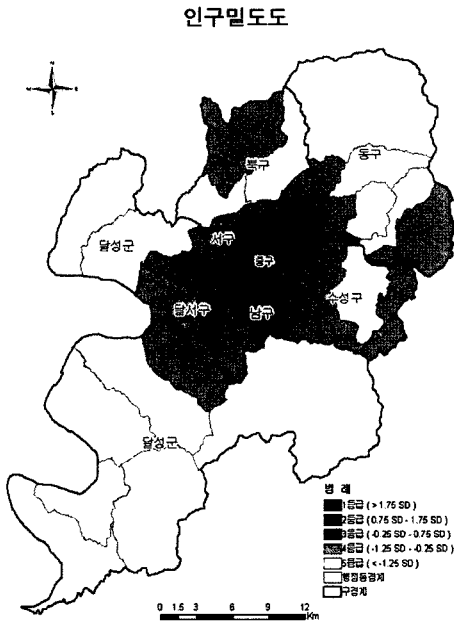 인구밀도도
북구
동구
달성군
서구
중구
수성구
달서구
남구
달성군
범 례
1등급 ( > 1.75 SD )
2등급 ( 0.75 SD - 1.75 SD )
3등급 ( -0.25 SD - 0.75 SD )
4등급 ( -1.25 SD - -0.25 SD )
5등급 ( < -1.25 SD )
행정동경계
구경계
0 1.5 3 6 9 12
Km